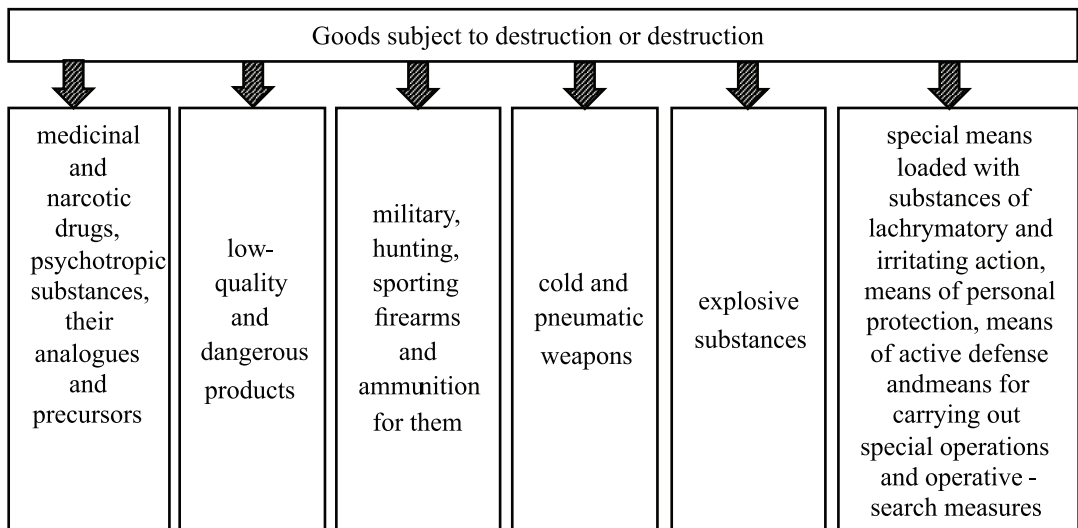 Goods subject to destruction or destruction
medicinal
and
narcotic
drugs,
psychotropic
substances,
their
analogues
and
precursors
low-
quality
and
dangerous
products
military,
hunting,
sporting
firearms
and
ammunition
for them
cold and
pneumatic
weapons
explosive
substances
special means
loaded with
substances of
lachrymatory and
irritating action,
means of personal
protection, means
of active defense
andmeans for
carrying out
special operations
and operative -
search measures